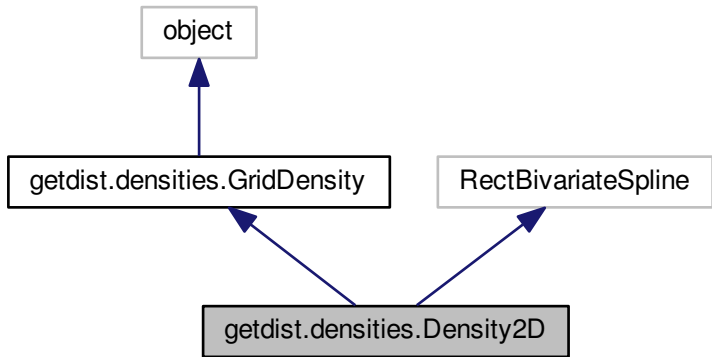 object
getdist.densities.GridDensity
RectBivariateSpline
getdist.densities.Density2D